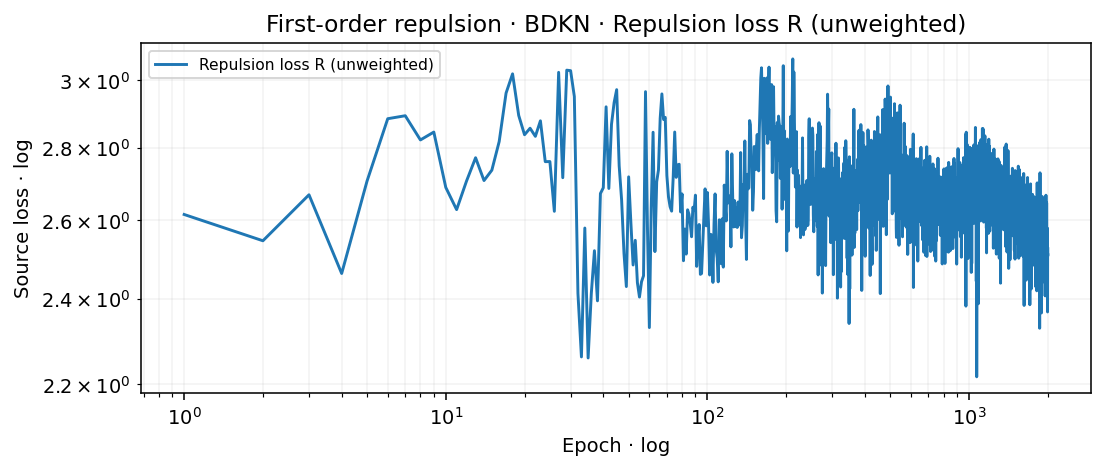 First-order repulsion · BDKN · Repulsion loss R (unweighted)
Repulsion loss R (unweighted)
Source loss · log
3 × 10⁰
2.8 × 10⁰
2.6 × 10⁰
2.4 × 10⁰
2.2 × 10⁰
10⁰ 10¹ 10² 10³
Epoch · log